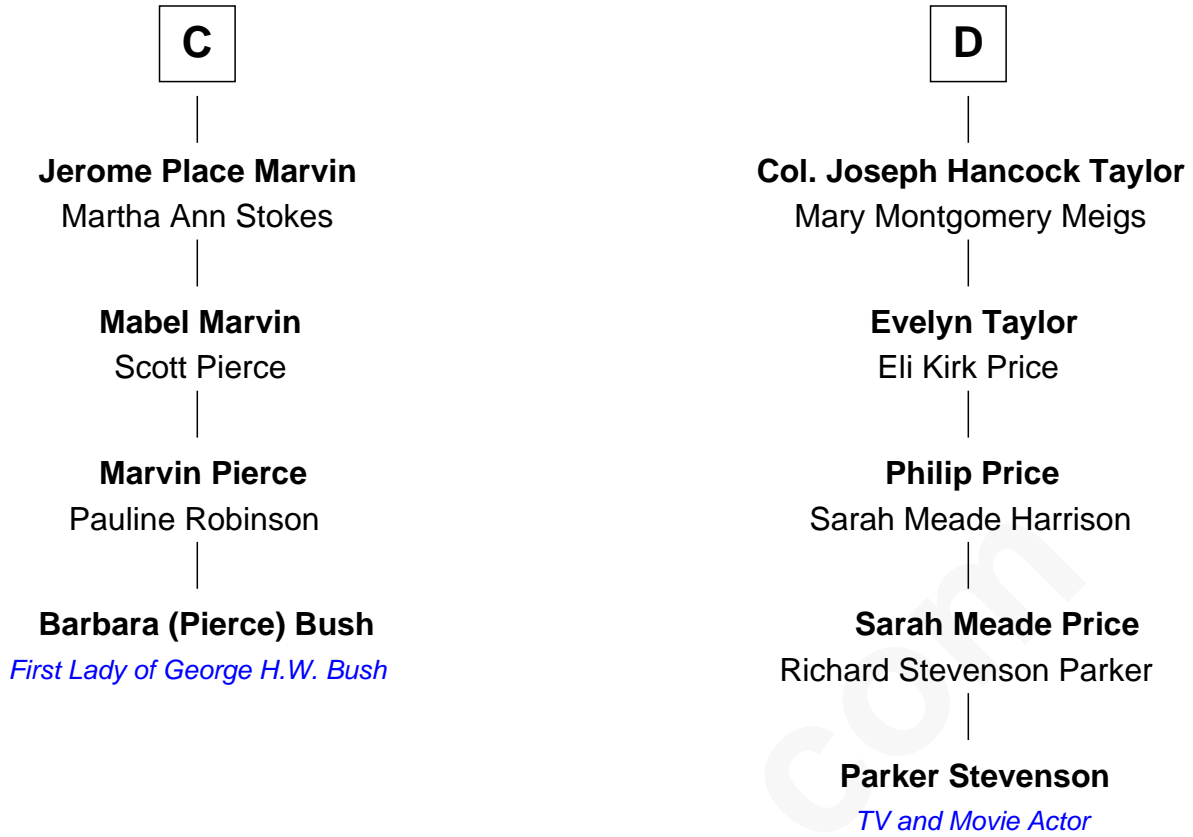 C
Jerome Place Marvin
Martha Ann Stokes
Mabel Marvin
Scott Pierce
Marvin Pierce
Pauline Robinson
Barbara (Pierce) Bush
First Lady of George H.W. Bush
D
Col. Joseph Hancock Taylor
Mary Montgomery Meigs
Evelyn Taylor
Eli Kirk Price
Philip Price
Sarah Meade Harrison
Sarah Meade Price
Richard Stevenson Parker
Parker Stevenson
TV and Movie Actor
com